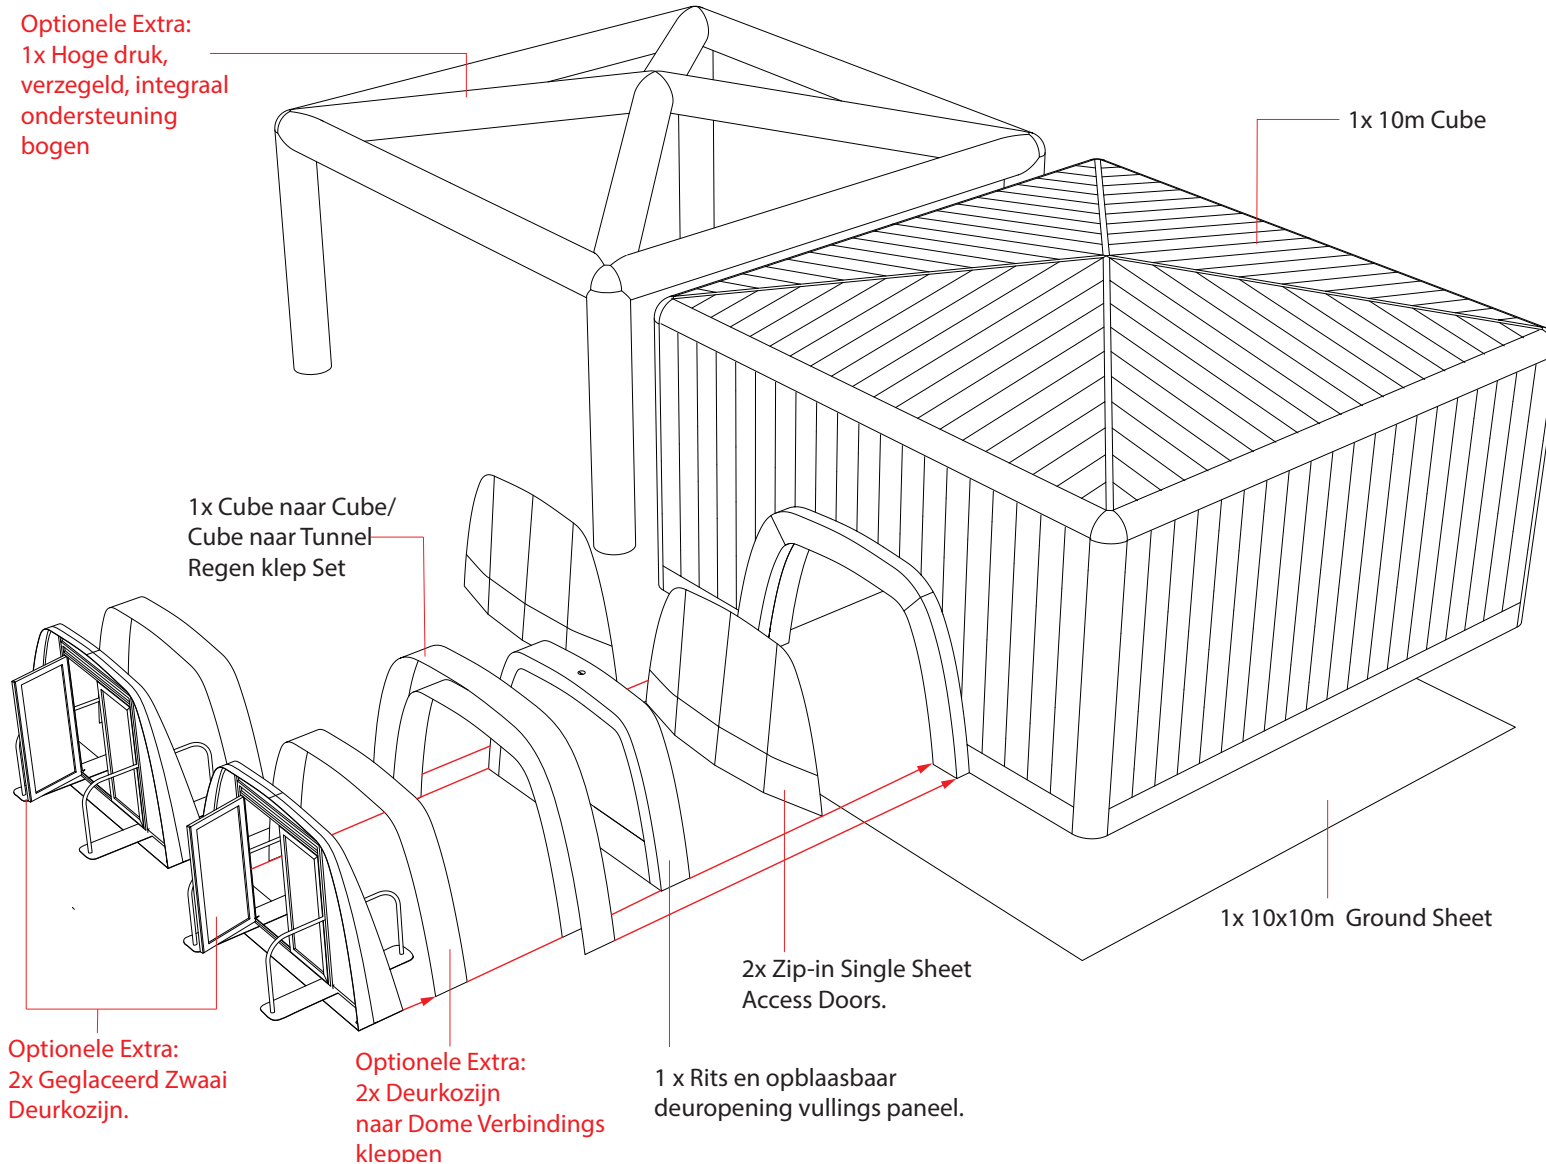 Optionele Extra:
1x Hoge druk,
verzegeld, integraal
ondersteuning
bogen
1x 10m Cube
1x Cube naar Cube/
Cube naar Tunnel
Regen klep Set
1x 10x10m Ground Sheet
2x Zip-in Single Sheet
Access Doors.
Optionele Extra:
2x Geglaceerd Zwaai
Deurkozijn.
Optionele Extra:
2x Deurkozijn
naar Dome Verbindings
kleppen
1 x Rits en opblaasbaar
deuropening vullings paneel.